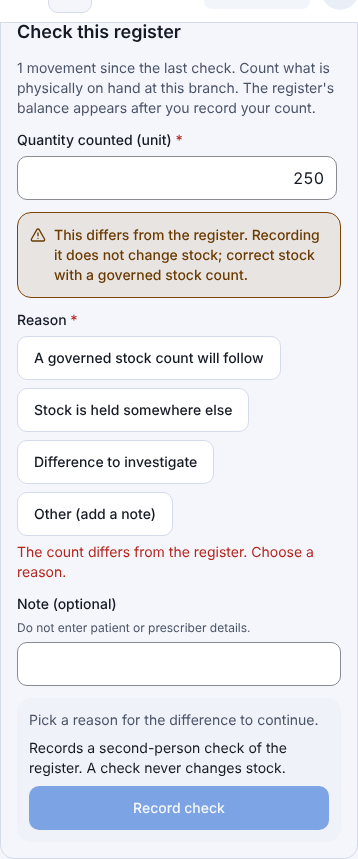 Check this register
1 movement since the last check. Count what is
physically on hand at this branch. The register's
balance appears after you record your count.
Quantity counted (unit) *
250
This differs from the register. Recording
it does not change stock; correct stock
with a governed stock count.
Reason *
A governed stock count will follow
Stock is held somewhere else
Difference to investigate
Other (add a note)
The count differs from the register. Choose a
reason.
Note (optional)
Do not enter patient or prescriber details.
Pick a reason for the difference to continue.
Records a second-person check of the
register. A check never changes stock.
Record check